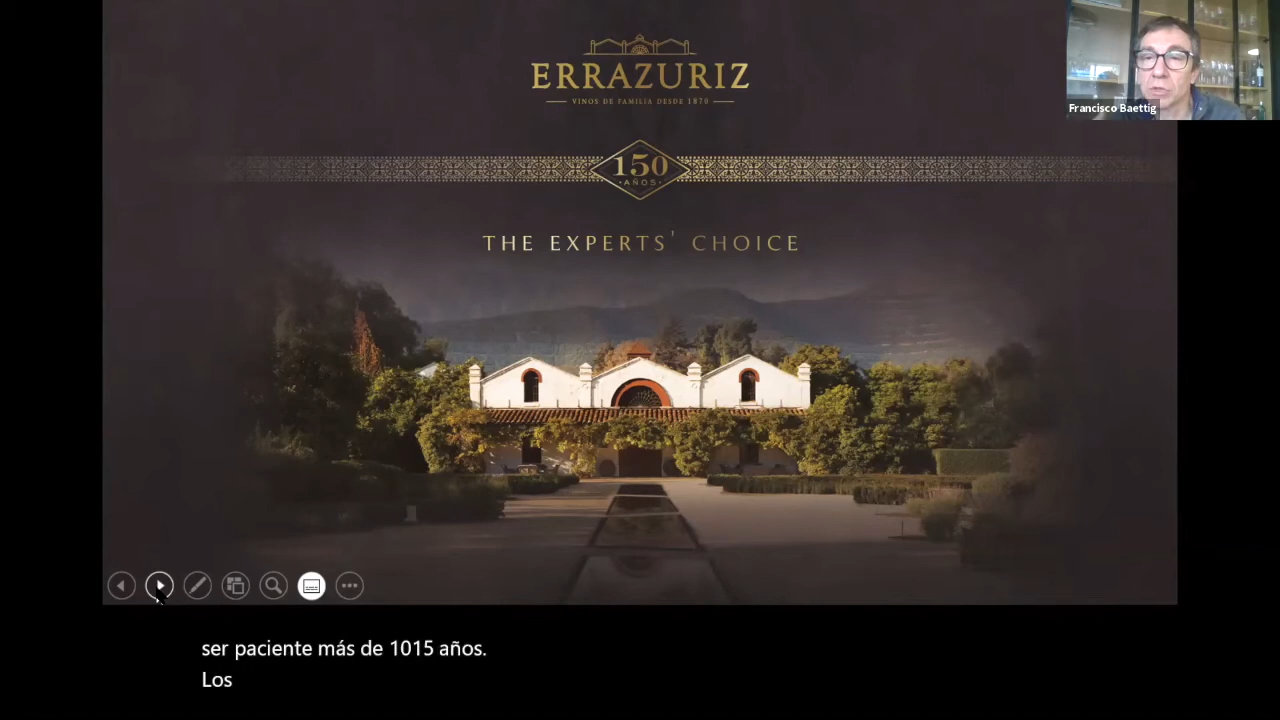 ERRAZURIZ
VINOS DE FAMILIA DESDE 1870
150
AÑOS
THE EXPERTS' CHOICE
Francisco Baettig
ser paciente más de 1015 años.
Los